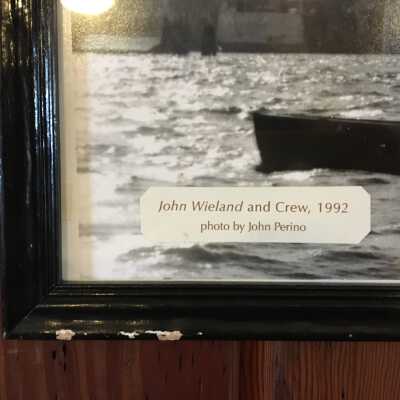 John Wieland and Crew, 1992
photo by John Perino